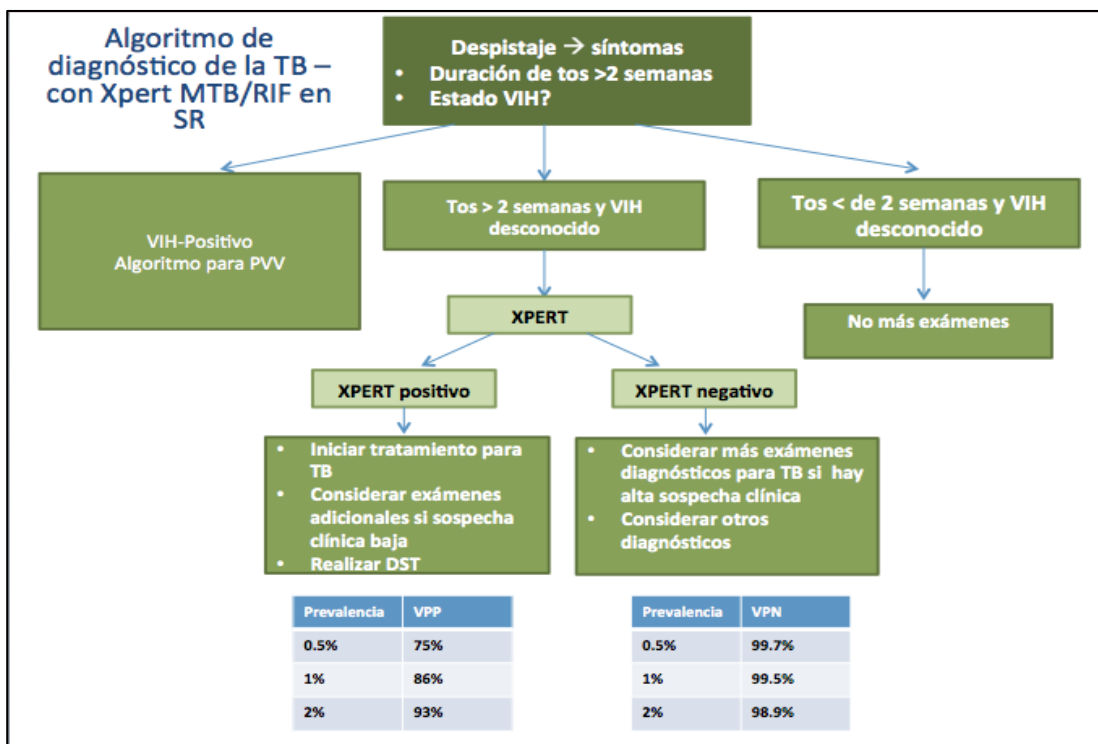 Algoritmo de
diagnóstico de la TB –
con Xpert MTB/RIF en
SR
Despistaje → síntomas
• Duración de tos >2 semanas
• Estado VIH?
VIH-Positivo
Algoritmo para PVV
Tos > 2 semanas y VIH
desconocido
Tos < de 2 semanas y VIH
desconocido
XPERT
No más exámenes
XPERT positivo
XPERT negativo
• Iniciar tratamiento para
TB
• Considerar exámenes
adicionales si sospecha
clínica baja
• Realizar DST
• Considerar más exámenes
diagnósticos para TB si hay
alta sospecha clínica
• Considerar otros
diagnósticos
Prevalencia VPP
0.5% 75%
1% 86%
2% 93%
Prevalencia VPN
0.5% 99.7%
1% 99.5%
2% 98.9%